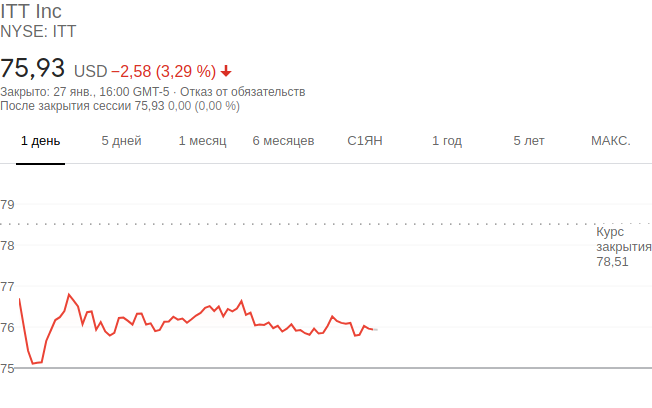 ITT Inc
NYSE: ITT
75,93 USD −2,58 (3,29 %)
Закрыто: 27 янв., 16:00 GMT-5 · Отказ от обязательств
После закрытия сессии 75,93 0,00 (0,00 %)
1 день 5 дней 1 месяц 6 месяцев С1ЯН 1 год 5 лет МАКС.
79
Курс
закрытия
78,51
78
77
76
75